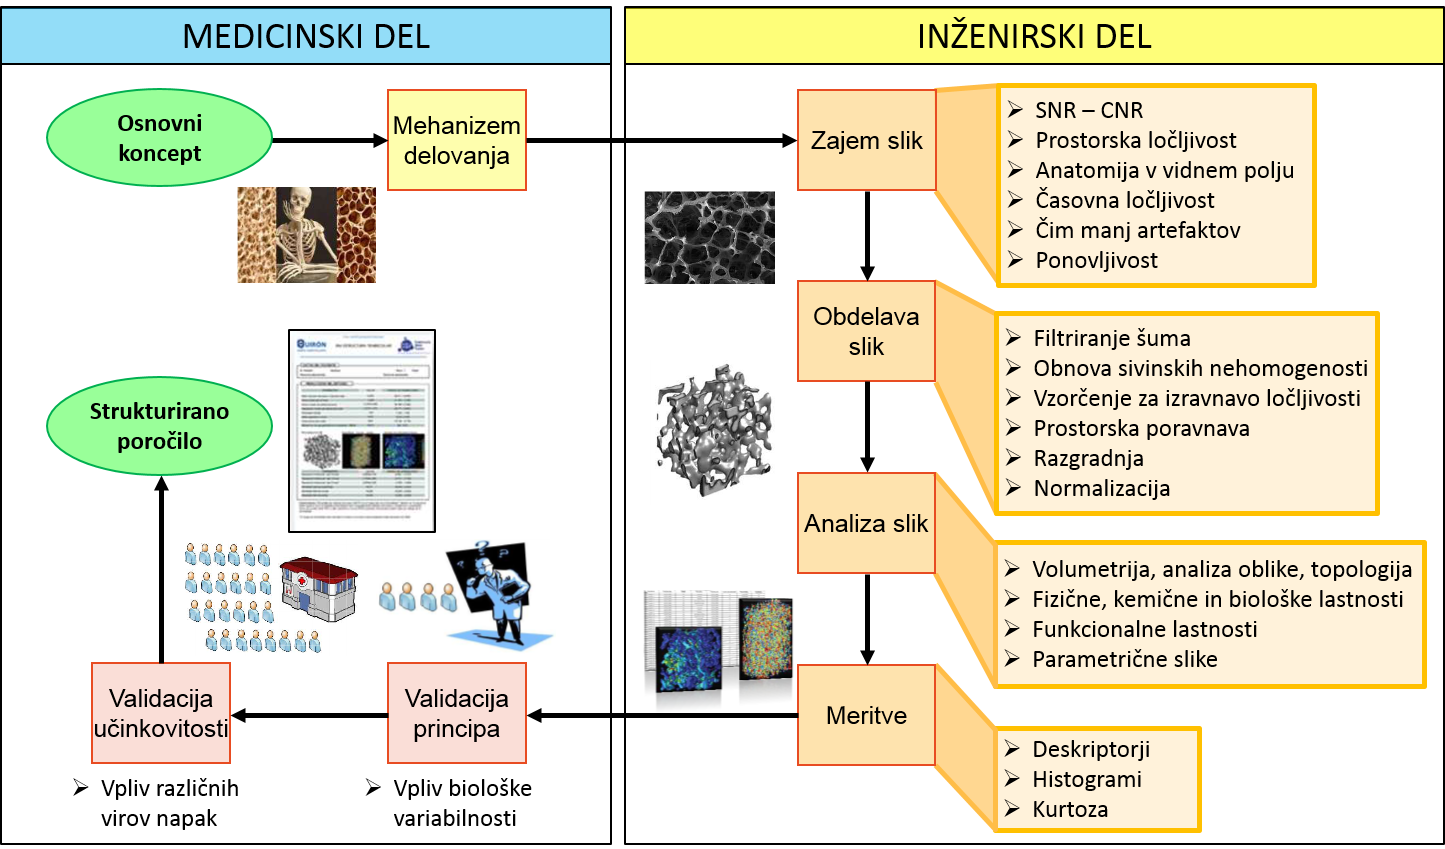 MEDICINSKI DEL
Osnovni
koncept
Mehanizem
delovanja
Strukturirano
poročilo
QUIRÓN
Validacija
učinkovitosti
Validacija
principa
➢ Vpliv različnih
virov napak
➢ Vpliv biološke
variabilnosti
INŽENIRSKI DEL
Zajem slik
➢ SNR – CNR
➢ Prostorska ločljivost
➢ Anatomija v vidnem polju
➢ Časovna ločljivost
➢ Čim manj artefaktov
➢ Ponovljivost
Obdelava
slik
➢ Filtriranje šuma
➢ Obnova sivinskih nehomogenosti
➢ Vzorčenje za izravnavo ločljivosti
➢ Prostorska poravnava
➢ Razgradnja
➢ Normalizacija
Analiza slik
➢ Volumetrija, analiza oblike, topologija
➢ Fizične, kemične in biološke lastnosti
➢ Funkcionalne lastnosti
➢ Parametrične slike
Meritve
➢ Deskriptorji
➢ Histogrami
➢ Kurtoza